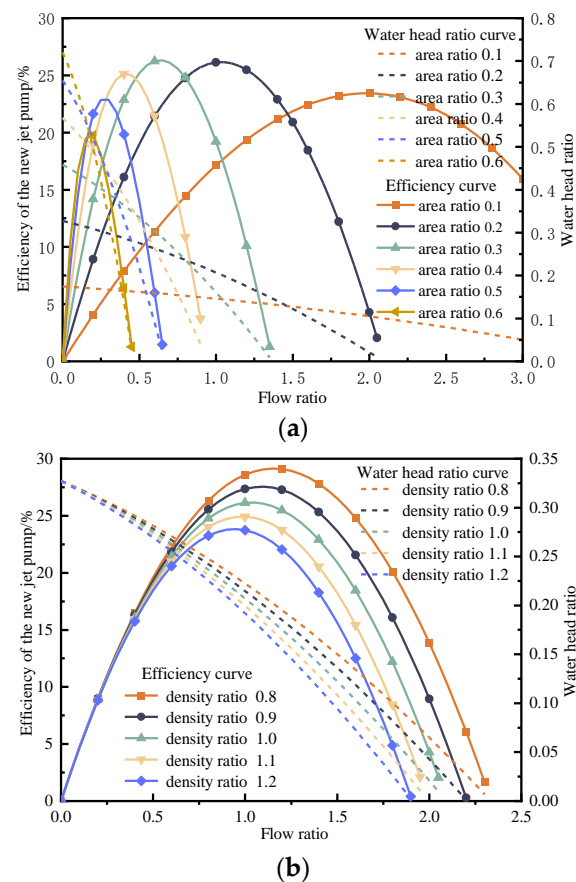 30
25
20
15
10
5
0
Efficiency of the new jet pump/%
0.8
0.7
0.6
0.5
0.4
0.3
0.2
0.1
0.0
Water head ratio
Water head ratio curve
area ratio 0.1
area ratio 0.2
area ratio 0.3
area ratio 0.4
area ratio 0.5
area ratio 0.6
Efficiency curve
area ratio 0.1
area ratio 0.2
area ratio 0.3
area ratio 0.4
area ratio 0.5
area ratio 0.6
0.0 0.5 1.0 1.5 2.0 2.5 3.0
Flow ratio
(a)
30
25
20
15
10
5
0
Efficiency of the new jet pump/%
0.35
0.30
0.25
0.20
0.15
0.10
0.05
0.00
Water head ratio
Water head ratio curve
density ratio 0.8
density ratio 0.9
density ratio 1.0
density ratio 1.1
density ratio 1.2
Efficiency curve
density ratio 0.8
density ratio 0.9
density ratio 1.0
density ratio 1.1
density ratio 1.2
0.0 0.5 1.0 1.5 2.0 2.5
Flow ratio
(b)